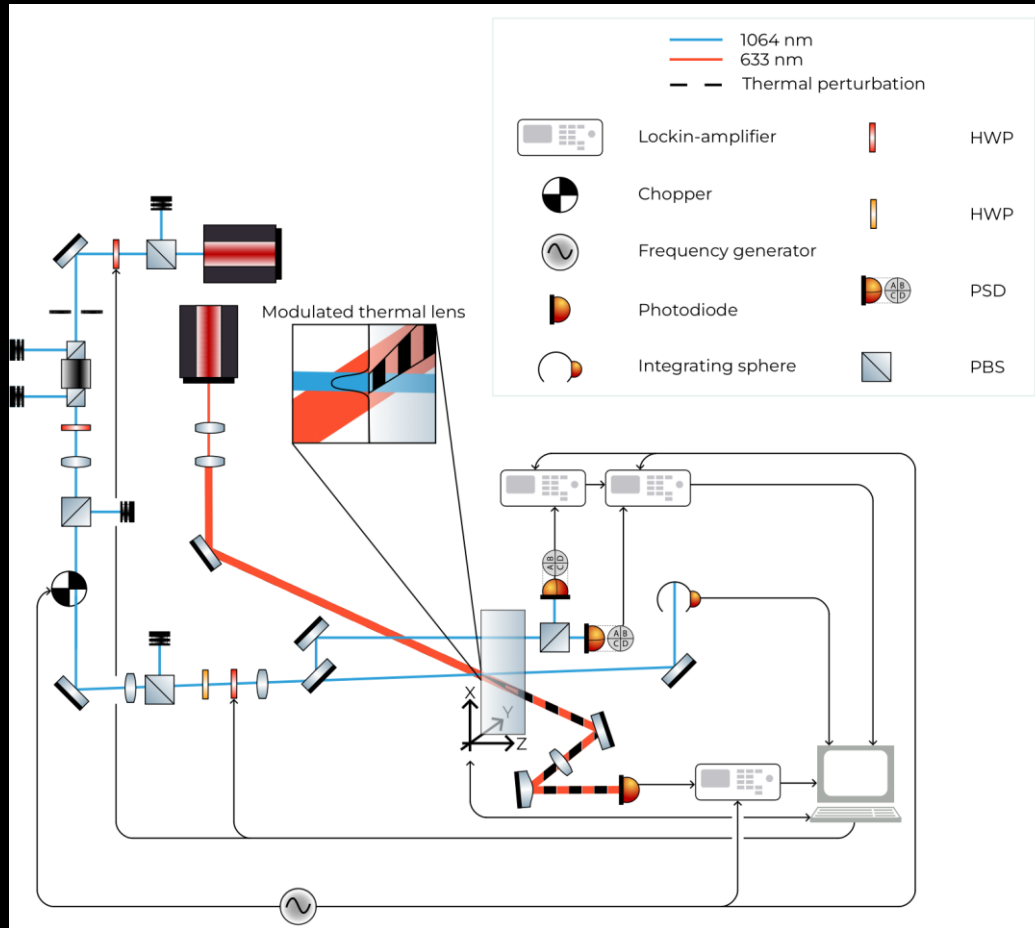 1064 nm
633 nm
Thermal perturbation
Lockin-amplifier
HWP
Chopper
HWP
Frequency generator
A B
C D
PSD
Photodiode
Integrating sphere
PBS
Modulated thermal lens
A B
C D
A B
C D
X
Y
Z